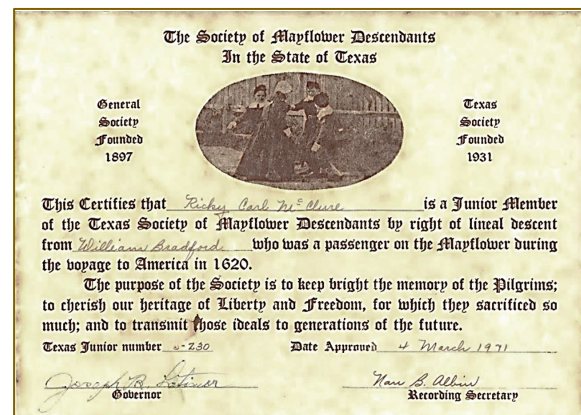 The Society of Mayflower Descendants
In the State of Texas
General
Society
Founded
1897
Texas
Society
Founded
1931
This Certifies that Ricky Carl McClure is a Junior Member
of the Texas Society of Mayflower Descendants by right of lineal descent
from William Bradford who was a passenger on the Mayflower during
the voyage to America in 1620.
The purpose of the Society is to keep bright the memory of the Pilgrims;
to cherish our heritage of Liberty and Freedom, for which they sacrificed so
much; and to transmit those ideals to generations of the future.
Texas Junior number 230 Date Approved 4 March 1971
Joseph R.
Governor
B. Albin
Recording Secretary